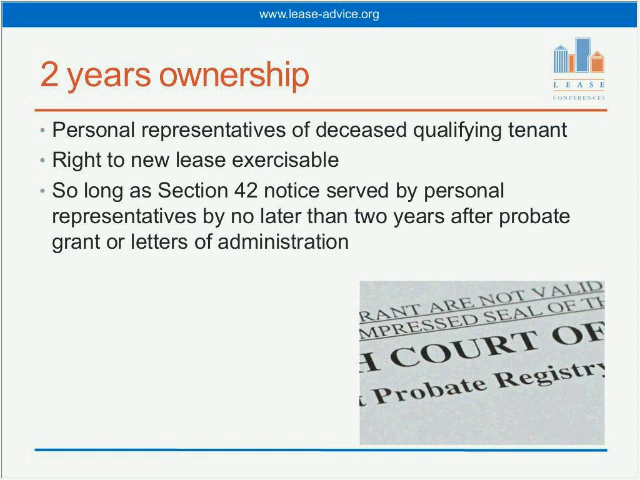 www.lease-advice.org
2 years ownership
LEASE
CONFERENCES
• Personal representatives of deceased qualifying tenant
• Right to new lease exercisable
• So long as Section 42 notice served by personal
representatives by no later than two years after probate
grant or letters of administration
RANT ARE NOT VALID
MPRESSED SEAL OF TH
H COURT OF
t Probate Registry